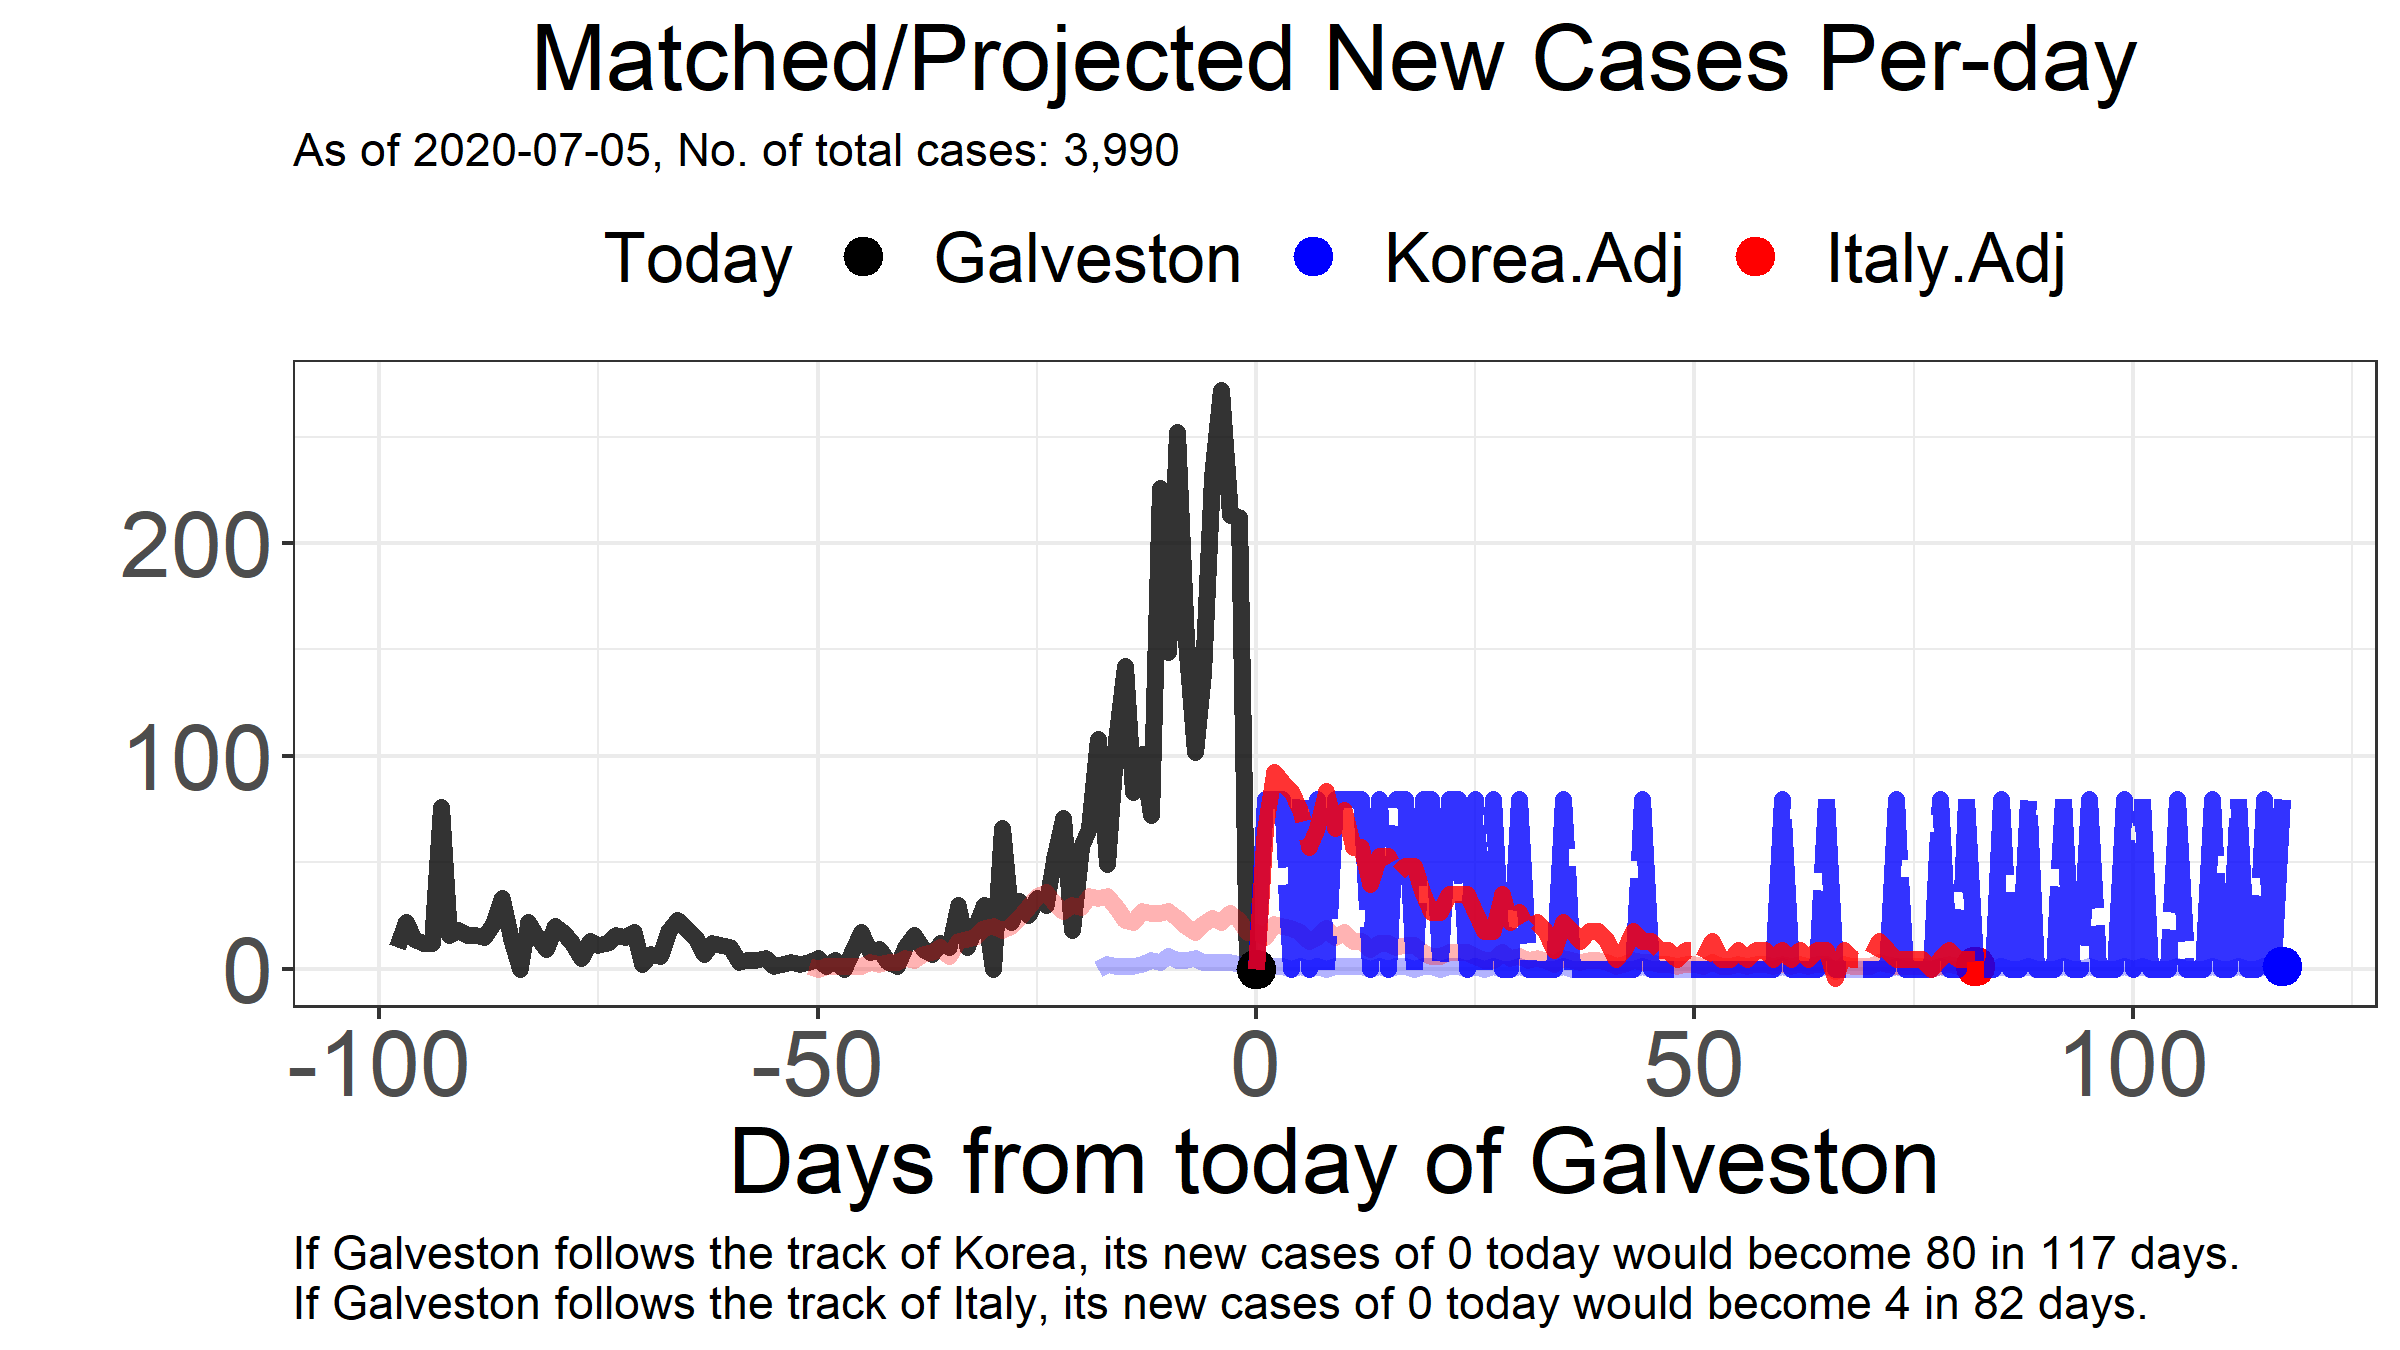 Matched/Projected New Cases Per-day
As of 2020-07-05, No. of total cases: 3,990
Today Galveston Korea.Adj Italy.Adj
200
100
0
-100 -50 0 50 100
Days from today of Galveston
If Galveston follows the track of Korea, its new cases of 0 today would become 80 in 117 days.
If Galveston follows the track of Italy, its new cases of 0 today would become 4 in 82 days.